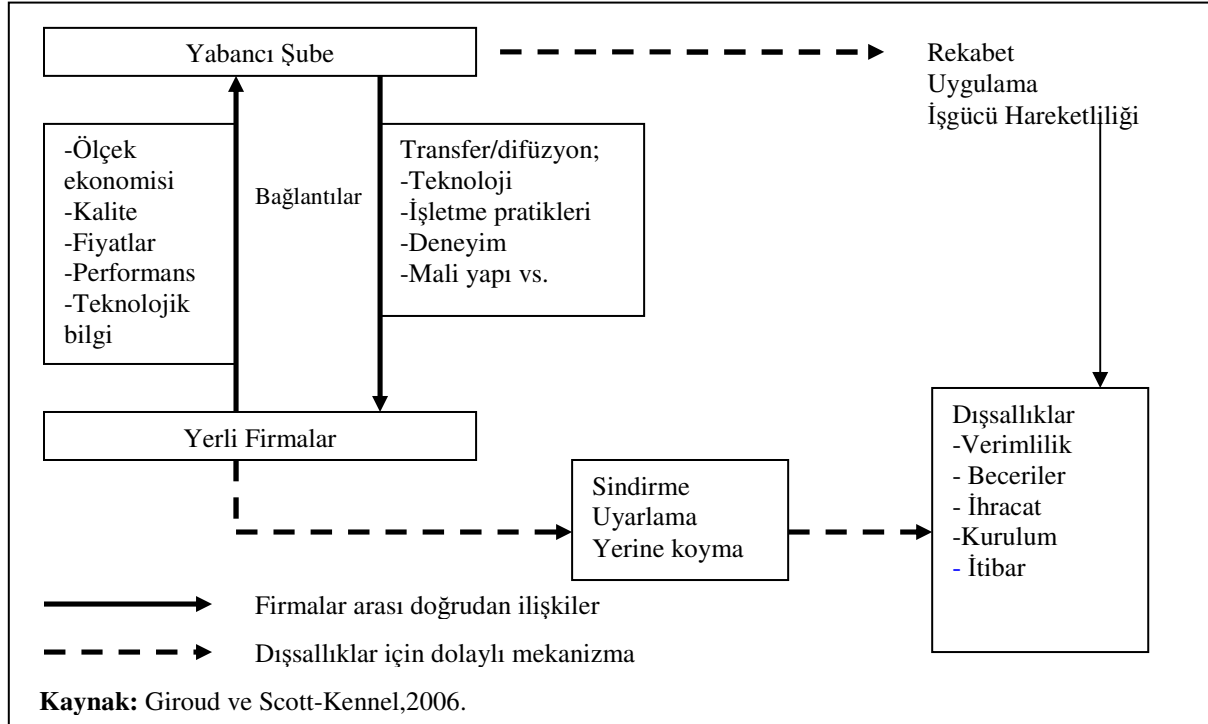 Yabancı Şube
Rekabet
Uygulama
İşgücü Hareketliliği
-Ölçek
ekonomisi
-Kalite
-Fiyatlar
-Performans
-Teknolojik
bilgi
Bağlantılar
Transfer/difüzyon;
-Teknoloji
-İşletme pratikleri
-Deneyim
-Mali yapı vs.
Yerli Firmalar
Sindirme
Uyarlama
Yerine koyma
Dışsallıklar
-Verimlilik
- Beceriler
- İhracat
-Kurulum
- İtibar
Firmalar arası doğrudan ilişkiler
Dışsallıklar için dolaylı mekanizma
Kaynak: Giroud ve Scott-Kennel,2006.